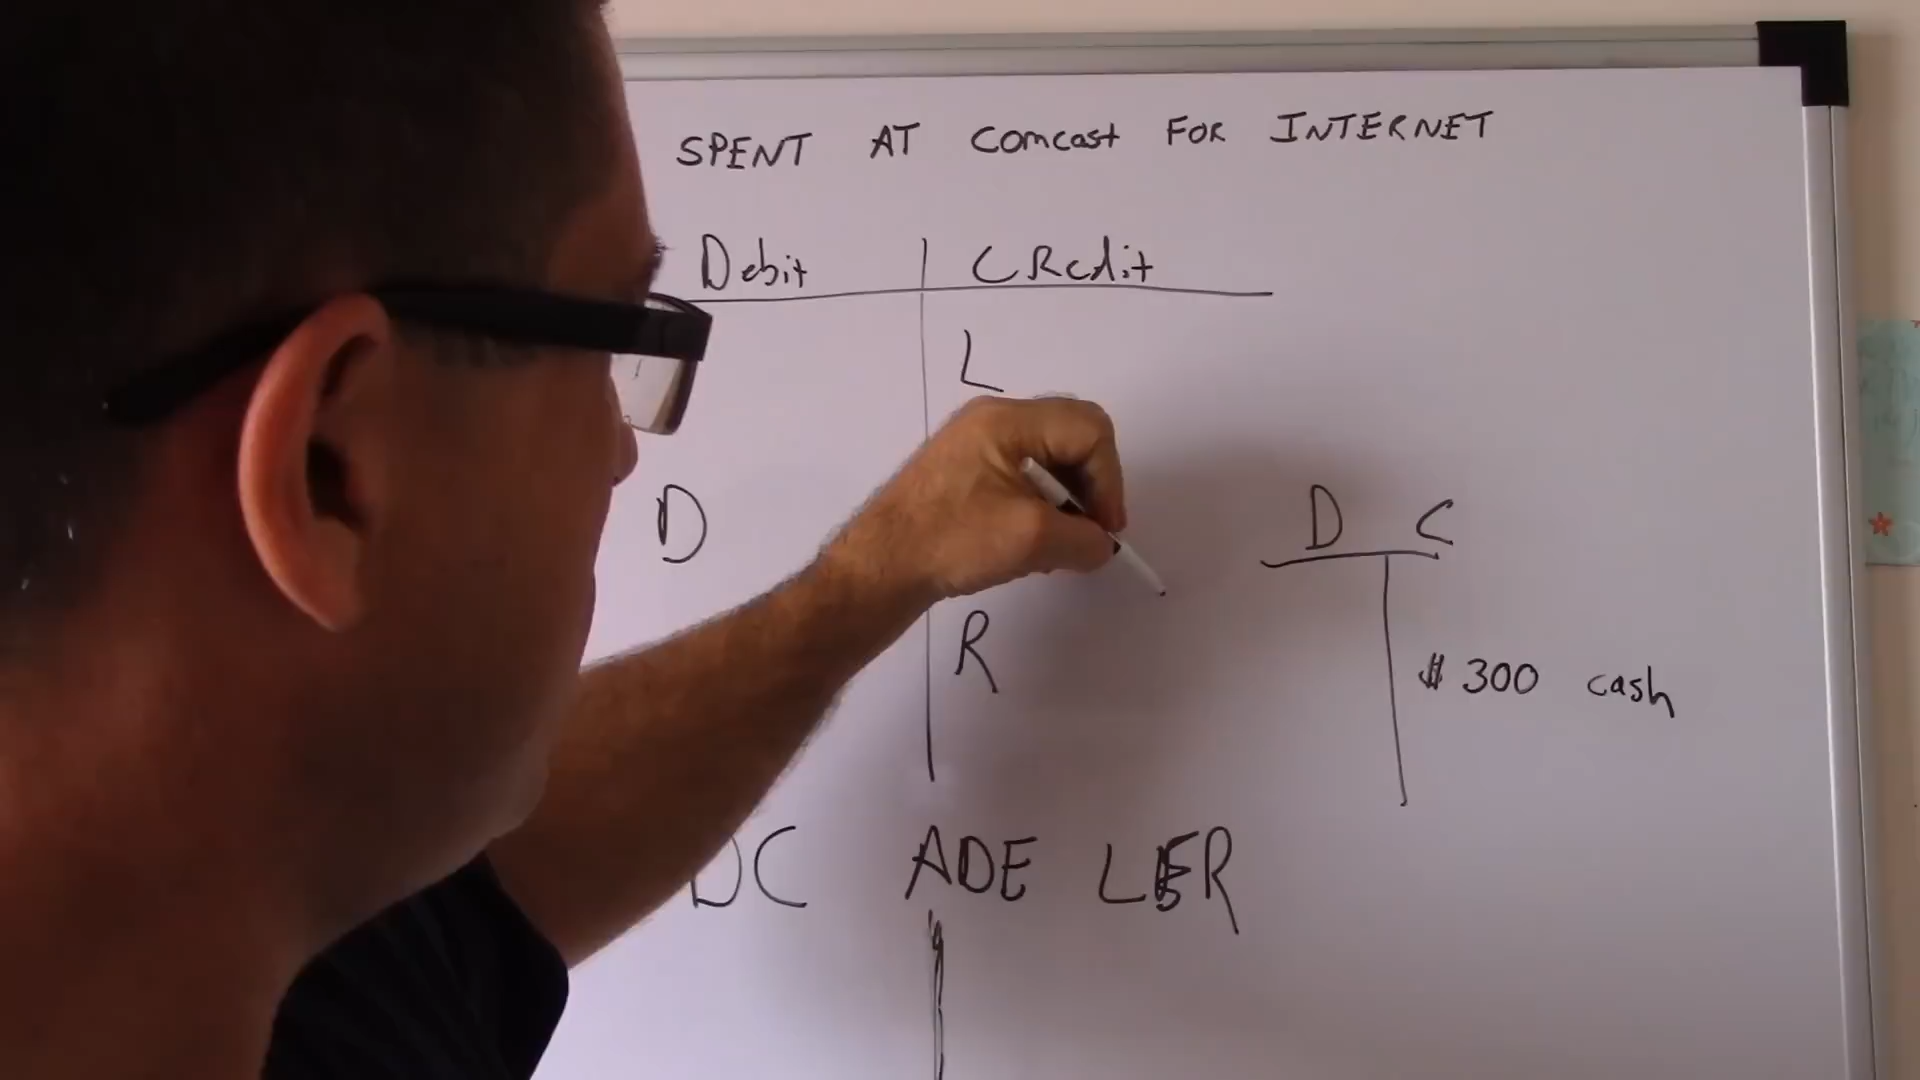 SPENT AT Comcast FOR INTERNET
Debit CRedit
L
D
R
D C
$ 300 cash
DC ADE LER